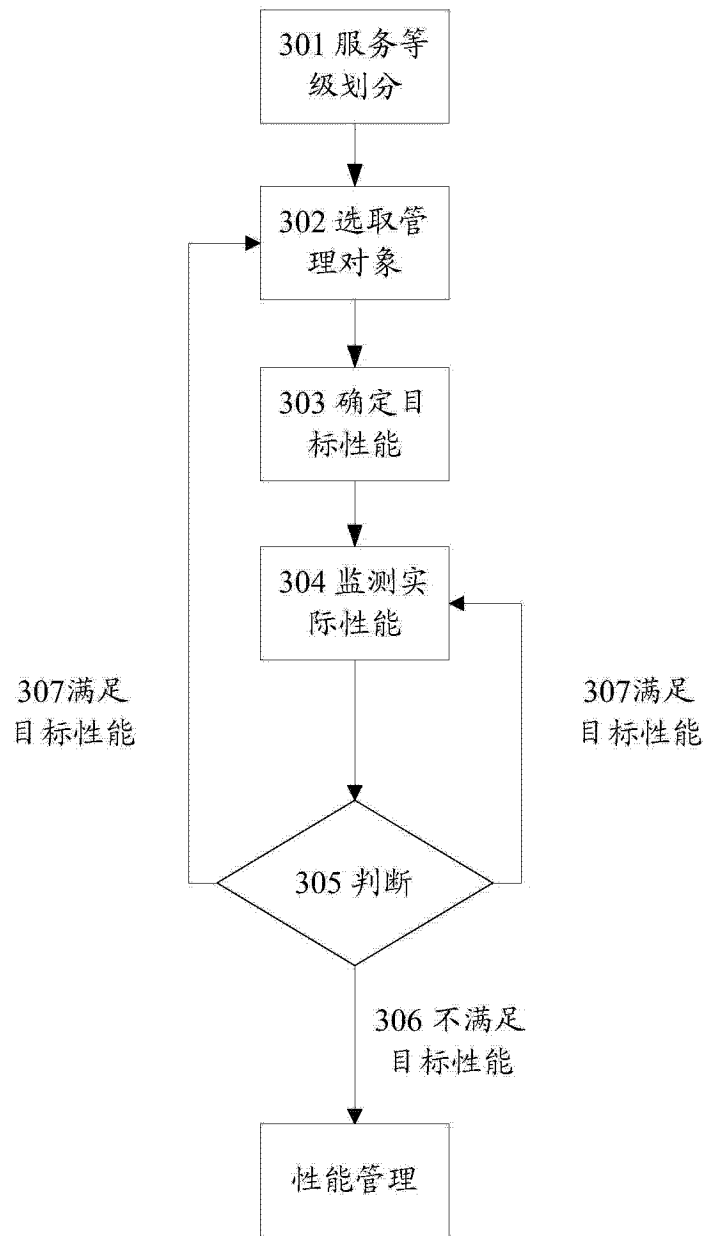 301 服务等
级划分
302 选取管
理对象
303 确定目
标性能
304 监测实
际性能
307满足
目标性能
307满足
目标性能
305 判断
306 不满足
目标性能
性能管理